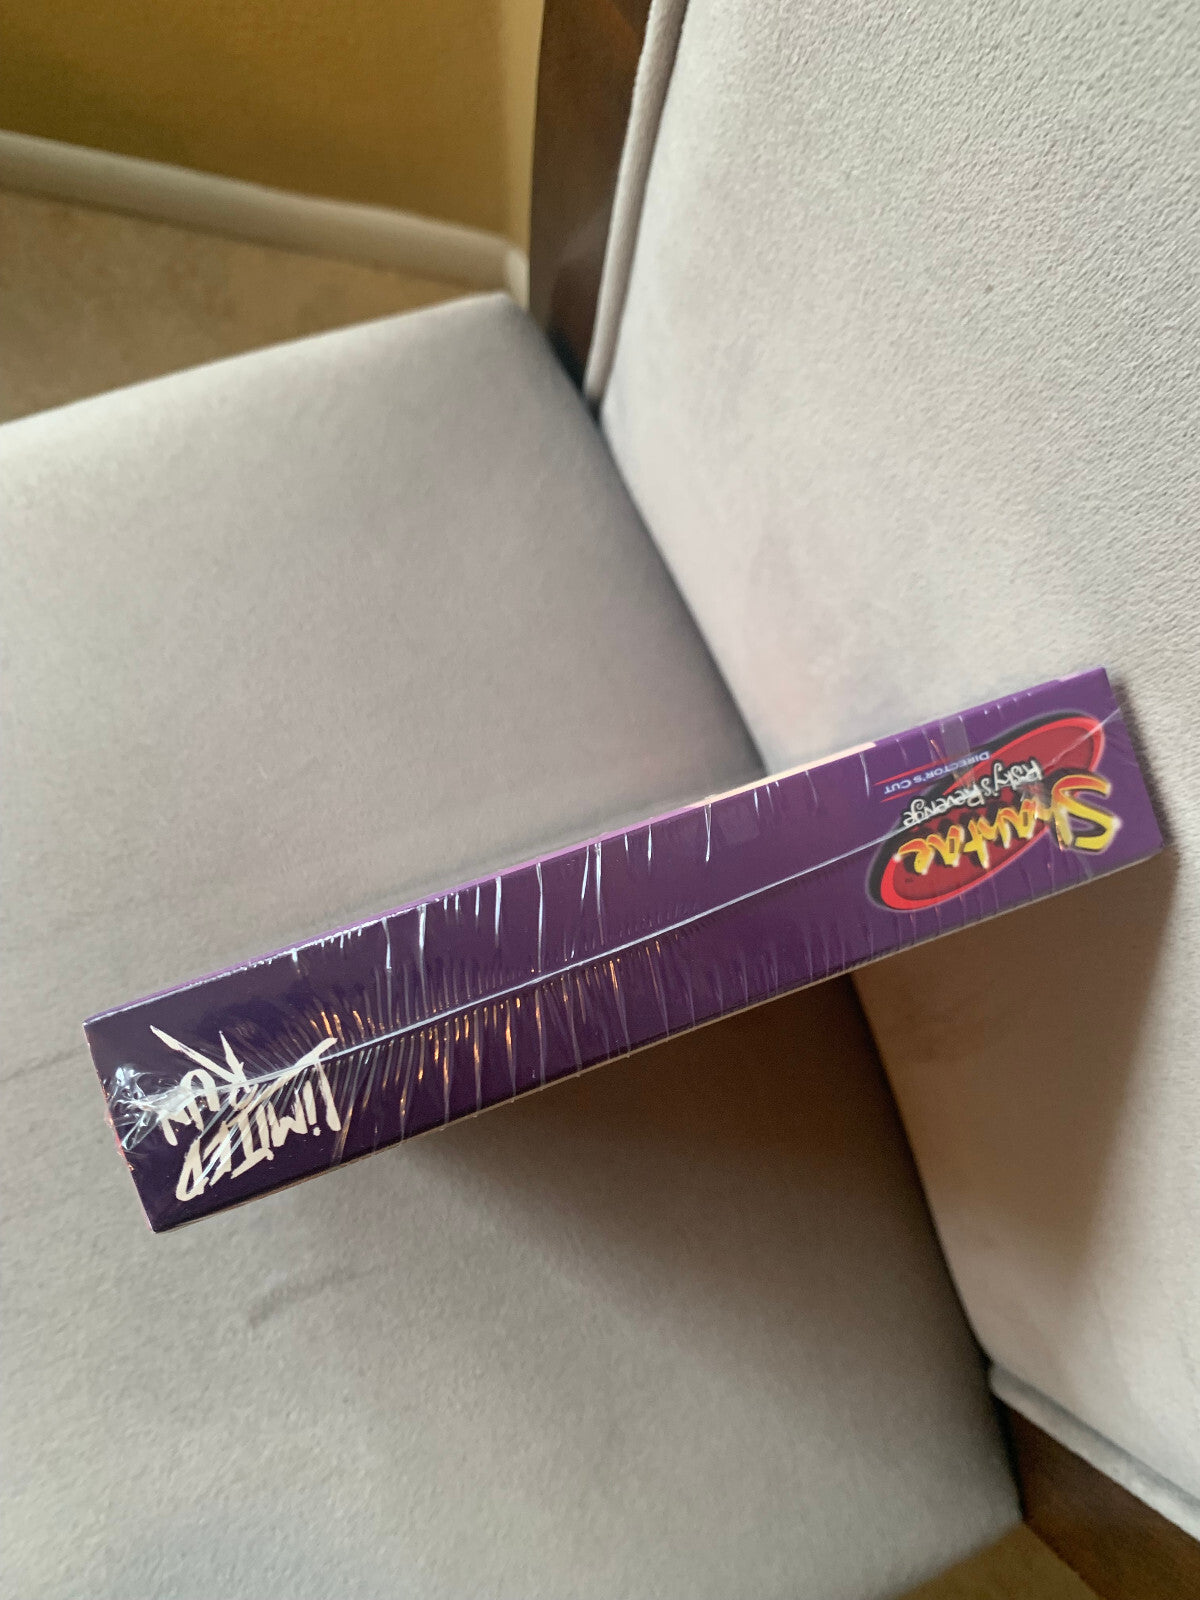 Shantae
Risky's Revenge
DIRECTOR'S CUT
LiMITED
RUN